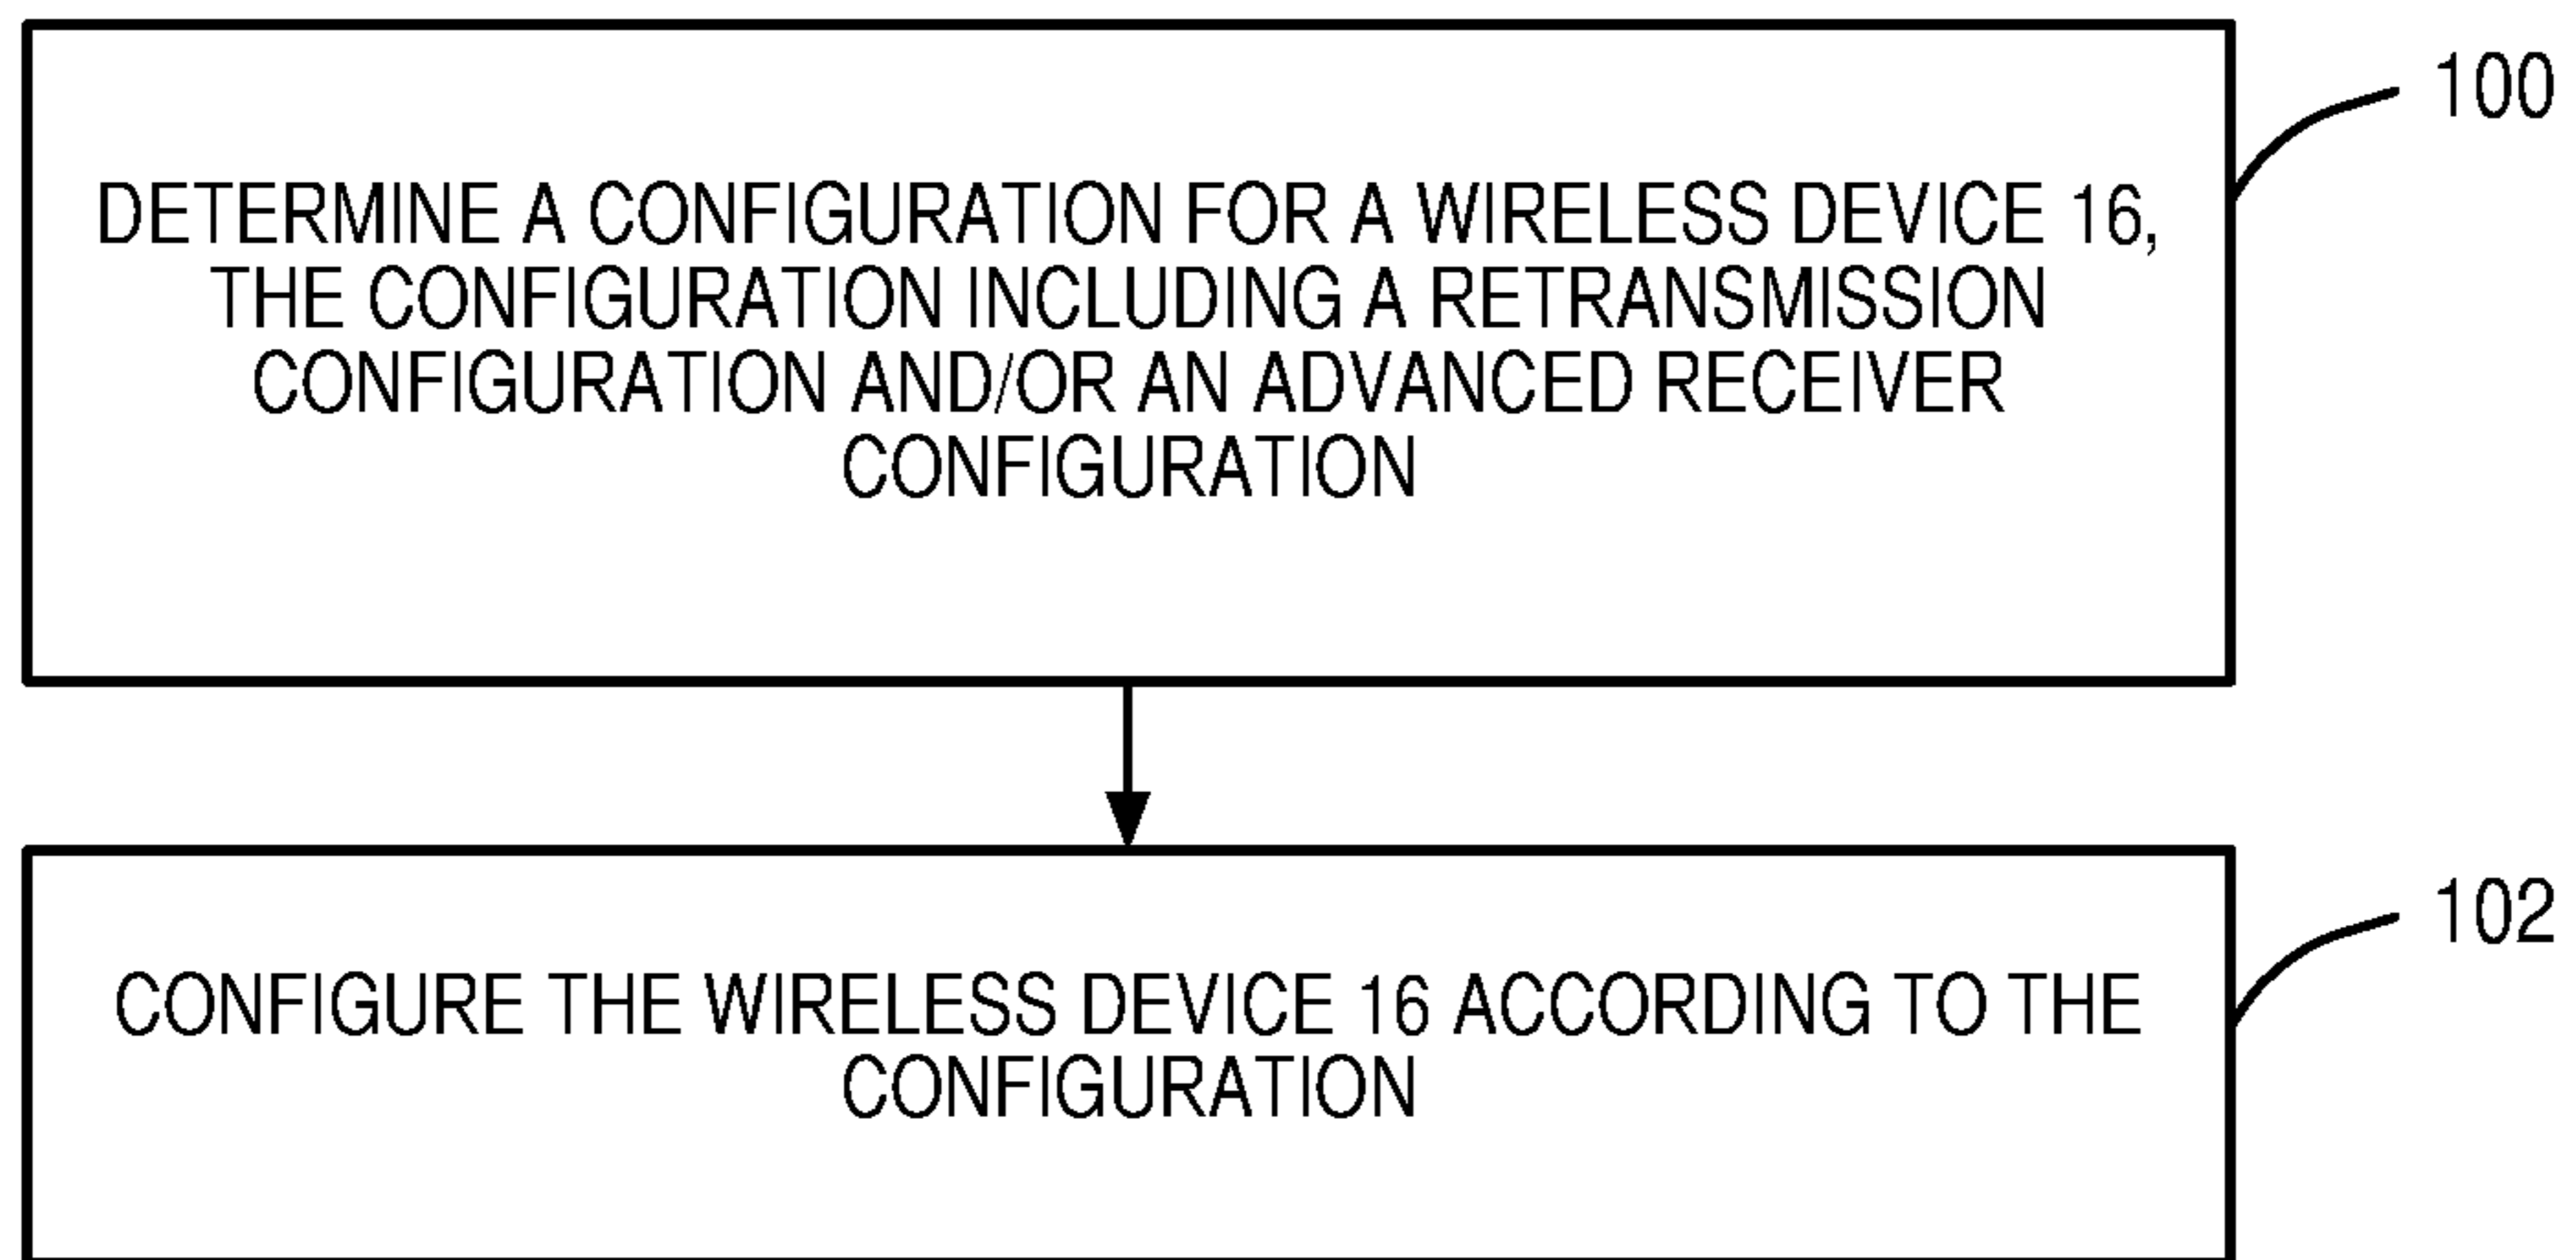 100
DETERMINE A CONFIGURATION FOR A WIRELESS DEVICE 16,
THE CONFIGURATION INCLUDING A RETRANSMISSION
CONFIGURATION AND/OR AN ADVANCED RECEIVER
CONFIGURATION
102
CONFIGURE THE WIRELESS DEVICE 16 ACCORDING TO THE
CONFIGURATION